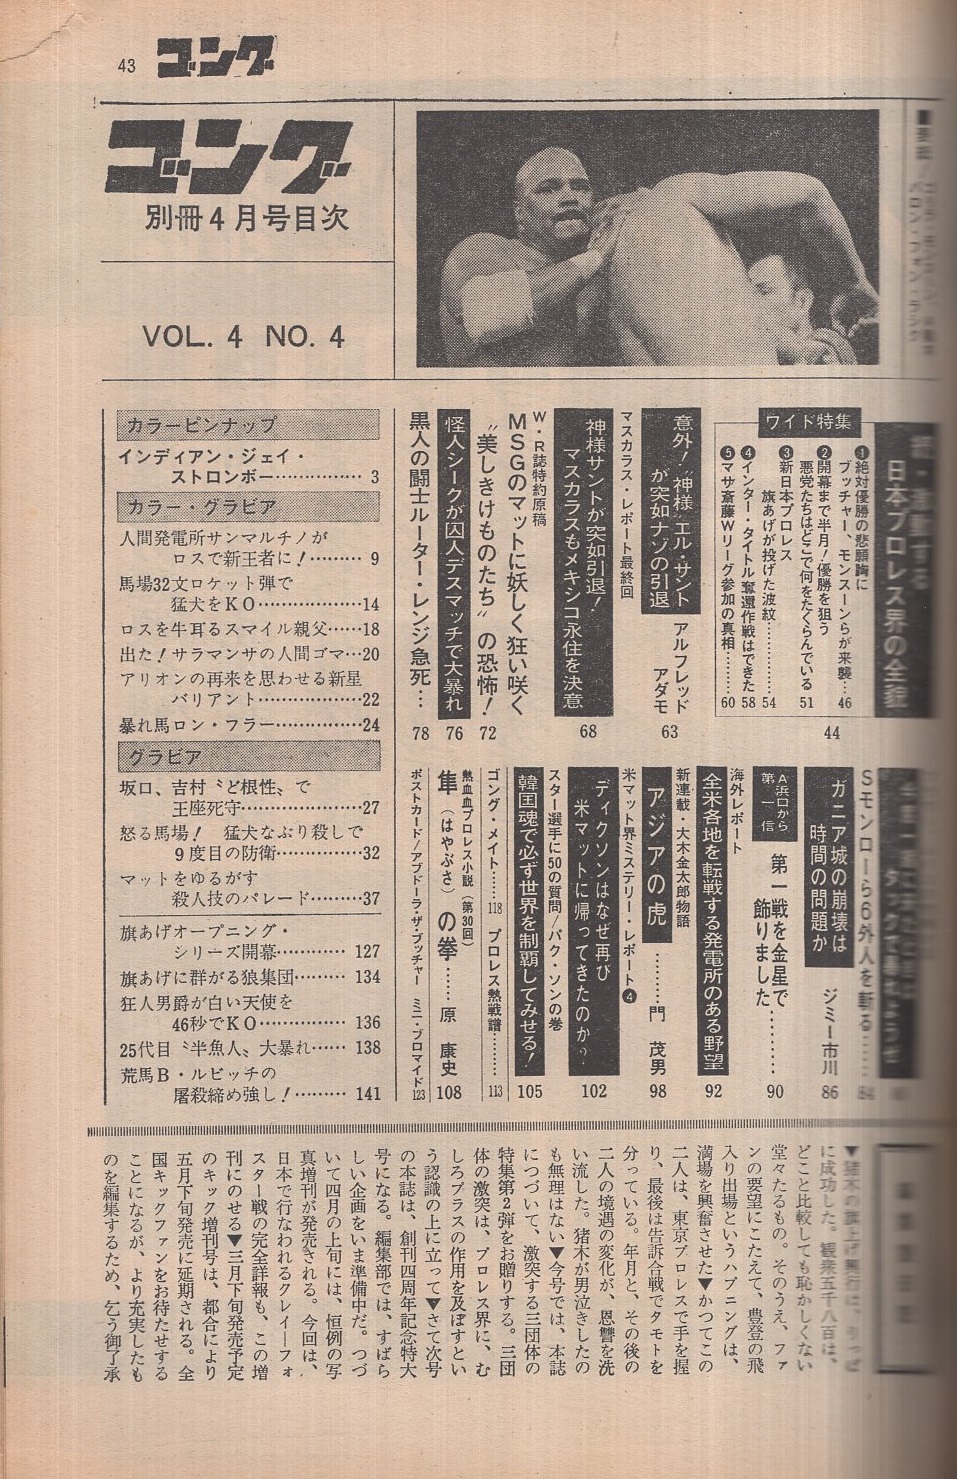 43 ゴング
ゴング
別冊4月号目次
VOL. 4 NO. 4
日本プロレス界の全貌
44
ワイド特集
❶絶対優勝の悲願胸に
ブッチャー、モンスーンらが来襲…46
❷開幕まで半月!優勝を狙う
悪党たちはどこで何をたくらんでいる 51
❸新日本プロレス
旗あげが投げた波紋…………54
❹インター・タイトル奪還作戦はできた 58
❺マサ斎藤Wリーグ参加の真相………60
意外!“神様”エル・サント
が突如ナゾの引退
アルフレッド
アダモ
63
マスカラス・レポート最終回
神様サントが突如引退!
マスカラスもメキシコ永住を決意
68
W・R誌特約原稿
MSGのマットに妖しく狂い咲く
“美しきけものたち”の恐怖!
72
怪人シークが囚人デスマッチで大暴れ
76
黒人の闘士ルーター・レンジ急死…
78
Sモンローら6外人を斬る……
84
ガニア城の崩壊は
時間の問題か
ジミー市川
86
A浜口から
第一信
第一戦を金星で
飾りました………
90
海外レポート
全米各地を転戦する発電所のある野望
92
新連載・大木金太郎物語
アジアの虎………門 茂男
98
米マット界ミステリー・レポート❹
ディクソンはなぜ再び
米マットに帰ってきたのか?
102
スター選手に50の質問/パク・ソンの巻
韓国魂で必ず世界を制覇してみせる!
105
ゴング・メイト……118 プロレス熱戦譜………113
熱血血プロレス小説(第30回)
隼(はやぶさ)の拳……原 康史
108
ポストカード/アブドーラ・ザ・ブッチャー ミニ・ブロマイド 123
カラーピンナップ
インディアン・ジェイ・
ストロンボー……………3
カラー・グラビア
人間発電所サンマルチノが
ロスで新王者に!………9
馬場32文ロケット弾で
猛犬をKO………………14
ロスを牛耳るスマイル親父……18
出た!サラマンサの人間ゴマ…20
アリオンの再来を思わせる新星
バリアント………………22
暴れ馬ロン・フラー……………24
グラビア
坂口、吉村〝ど根性〟で
王座死守…………………27
怒る馬場! 猛犬なぶり殺しで
9度目の防衛……………32
マットをゆるがす
殺人技のパレード………37
旗あげオープニング・
シリーズ開幕…………127
旗あげに群がる狼集団………134
狂人男爵が白い天使を
46秒でKO……………136
25代目〝半魚人〟大暴れ……138
荒馬B・ルビッチの
屠殺締め強し!………141
▼猪木の旗上げ興行は、りっぱ
に成功した。観衆五千八百は、
どこと比較しても恥かしくない
堂々たるもの。そのうえ、ファ
ンの要望にこたえて、豊登の飛
入り出場というハプニングは、
満場を興奮させた▼かつてこの
二人は、東京プロレスで手を握
り、最後は告訴合戦でタモトを
分っている。年月と、その後の
二人の境遇の変化が、恩讐を洗
い流した。猪木が男泣きしたの
も無理はない▼今号では、本誌
につづいて、激突する三団体の
特集第2弾をお贈りする。三団
体の激突は、プロレス界に、む
しろプラスの作用を及ぼすとい
う認識の上に立って▼さて次号
の本誌は、創刊四周年記念特大
号になる。編集部では、すばら
しい企画をいま準備中だ。つづ
いて四月の上旬には、恒例の写
真増刊が発売される。今回は、
日本で行なわれるクレイ―フォ
スター戦の完全詳報も、この増
刊にのせる▼三月下旬発売予定
のキック増刊号は、都合により
五月下旬発売に延期される。全
国キックファンをお待たせする
ことになるが、より充実したも
のを編集するため、乞う御了承